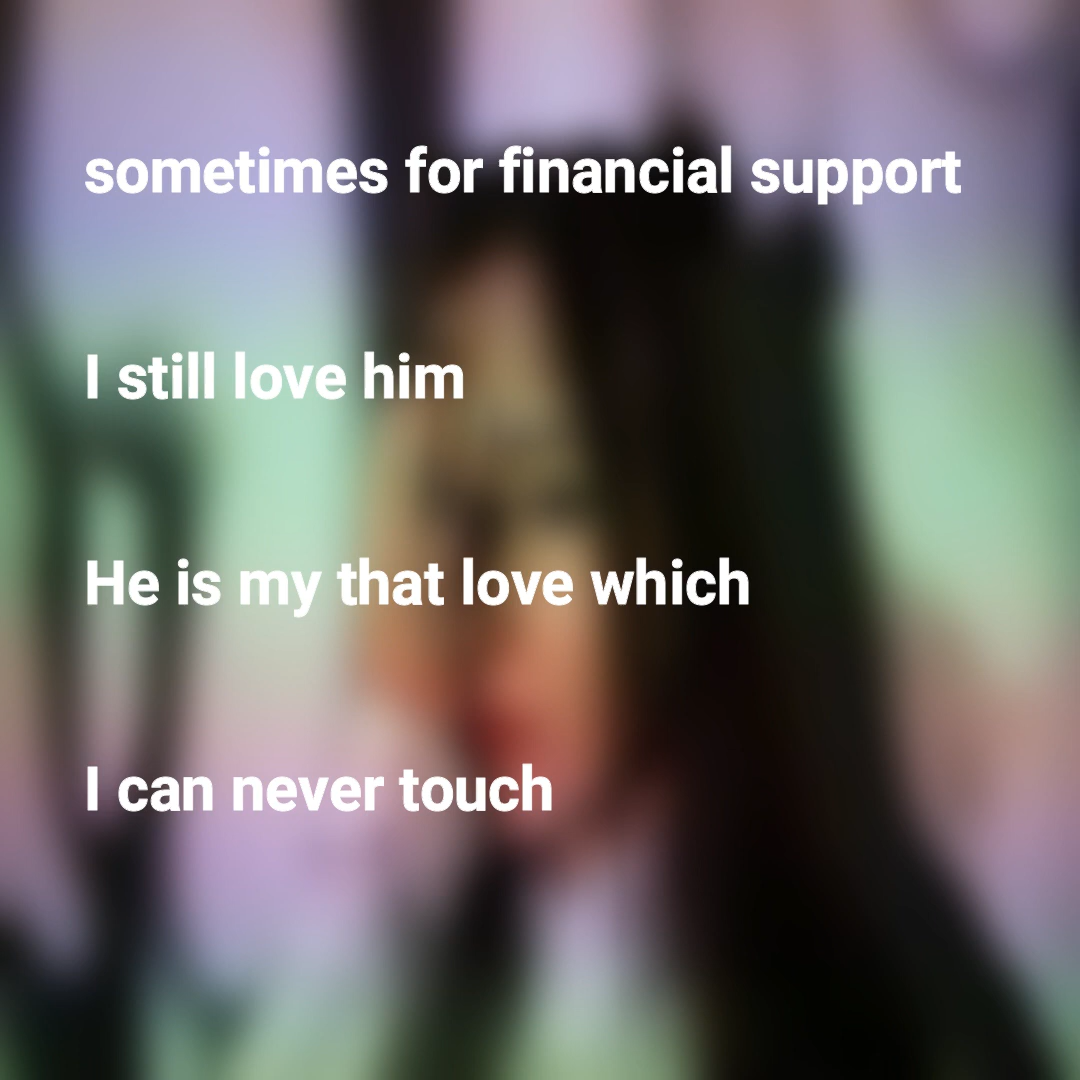 sometimes for financial support
I still love him
He is my that love which
I can never touch